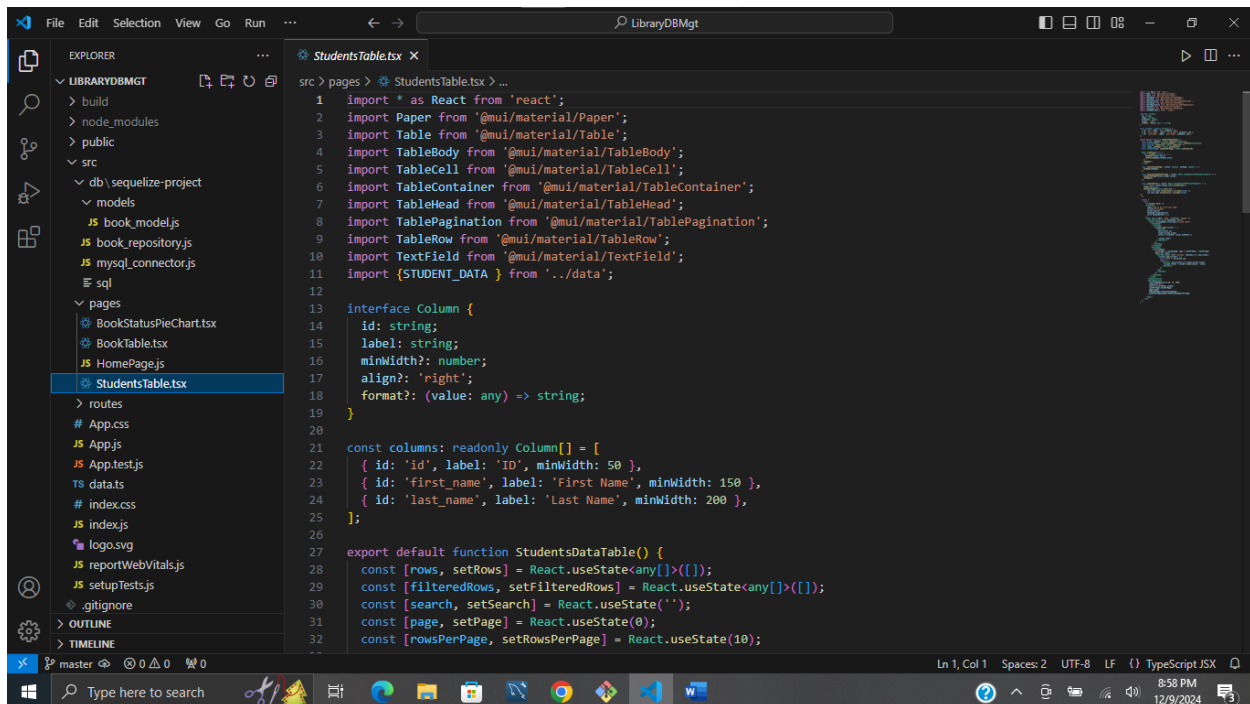 File Edit Selection View Go Run ···
LibraryDBMgt
EXPLORER ···
LIBRARYDBMGT
> build
> node_modules
> public
src
db\sequelize-project
models
JS book_model.js
JS book_repository.js
JS mysql_connector.js
sql
pages
BookStatusPieChart.tsx
BookTable.tsx
JS HomePage.js
StudentsTable.tsx
> routes
# App.css
JS App.js
JS App.test.js
TS data.ts
# index.css
JS index.js
logo.svg
JS reportWebVitals.js
JS setupTests.js
.gitignore
> OUTLINE
> TIMELINE
StudentsTable.tsx
src > pages > StudentsTable.tsx > ...
1 import * as React from 'react';
2 import Paper from '@mui/material/Paper';
3 import Table from '@mui/material/Table';
4 import TableBody from '@mui/material/TableBody';
5 import TableCell from '@mui/material/TableCell';
6 import TableContainer from '@mui/material/TableContainer';
7 import TableHead from '@mui/material/TableHead';
8 import TablePagination from '@mui/material/TablePagination';
9 import TableRow from '@mui/material/TableRow';
10 import TextField from '@mui/material/TextField';
11 import {STUDENT_DATA } from '../data';
12
13 interface Column {
14 id: string;
15 label: string;
16 minWidth?: number;
17 align?: 'right';
18 format?: (value: any) => string;
19 }
20
21 const columns: readonly Column[] = [
22 { id: 'id', label: 'ID', minWidth: 50 },
23 { id: 'first_name', label: 'First Name', minWidth: 150 },
24 { id: 'last_name', label: 'Last Name', minWidth: 200 },
25 ];
26
27 export default function StudentsDataTable() {
28 const [rows, setRows] = React.useState<any[]>([]);
29 const [filteredRows, setFilteredRows] = React.useState<any[]>([]);
30 const [search, setSearch] = React.useState('');
31 const [page, setPage] = React.useState(0);
32 const [rowsPerPage, setRowsPerPage] = React.useState(10);
master 0 0 0
Ln 1, Col 1 Spaces: 2 UTF-8 LF {} TypeScript JSX
Type here to search
8:58 PM
12/9/2024
3